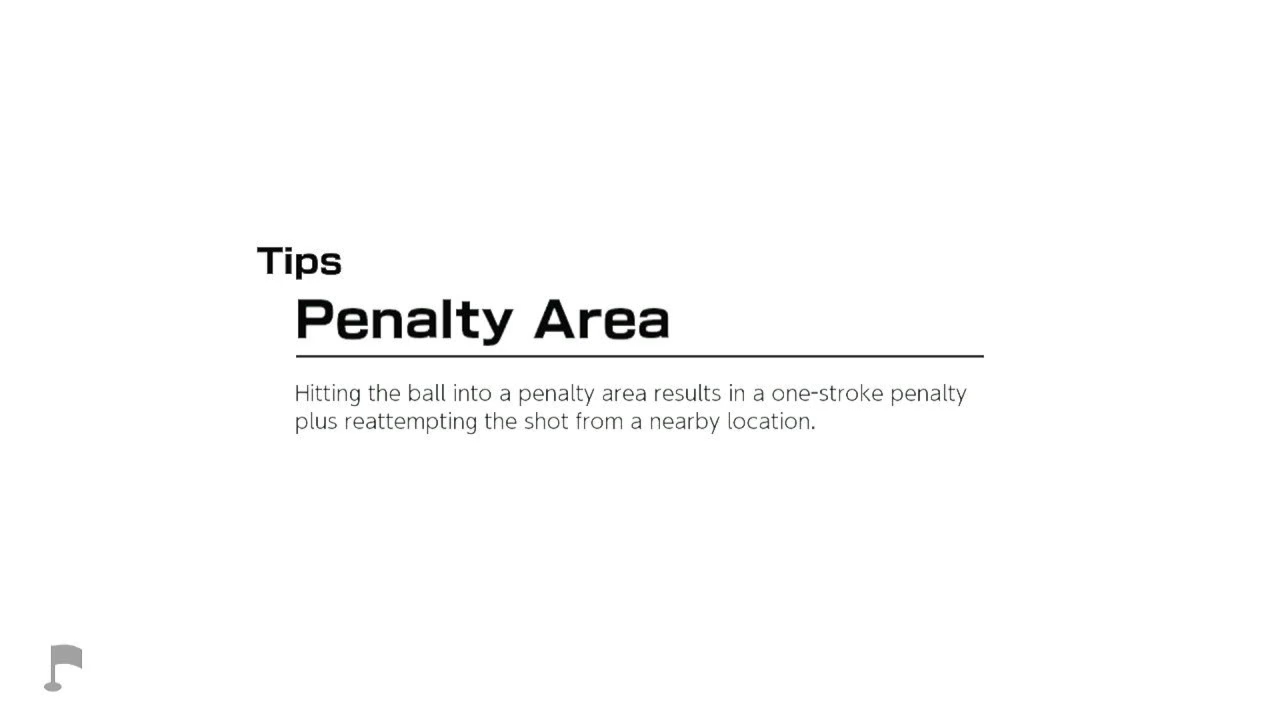 Tips
Penalty Area
Hitting the ball into a penalty area results in a one-stroke penalty
plus reattempting the shot from a nearby location.